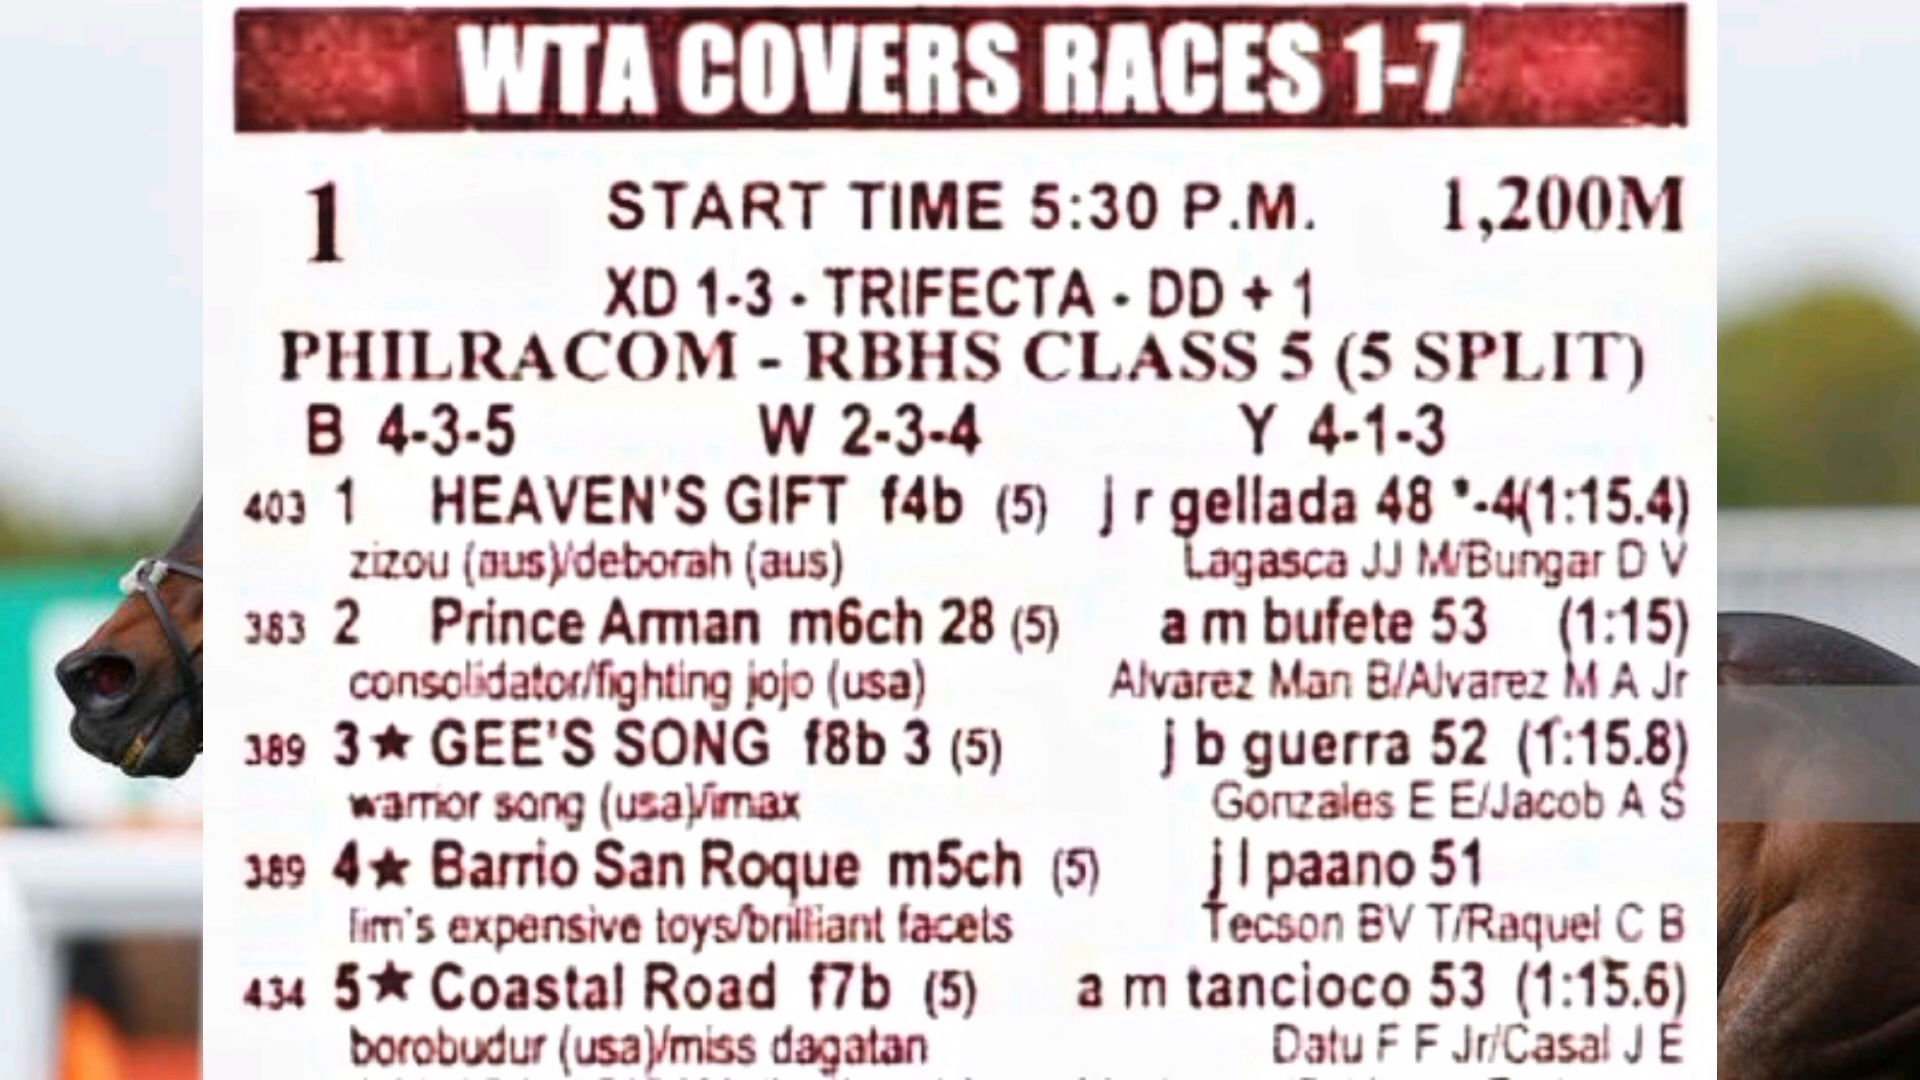 WTA COVERS RACES 1-7
1 START TIME 5:30 P.M. 1,200M
XD 1-3 - TRIFECTA - DD + 1
PHILRACOM - RBHS CLASS 5 (5 SPLIT)
B 4-3-5 W 2-3-4 Y 4-1-3
403 1 HEAVEN'S GIFT f4b (5) j r gellada 48 *-4(1:15.4)
zizou (aus)/deborah (aus) Lagasca JJ M/Bungar D V
383 2 Prince Arman m6ch 28 (5) a m bufete 53 (1:15)
consolidator/fighting jojo (usa) Alvarez Man B/Alvarez M A Jr
389 3★ GEE'S SONG f8b 3 (5) j b guerra 52 (1:15.8)
warrior song (usa)/imax Gonzales E E/Jacob A S
389 4★ Barrio San Roque m5ch (5) j l paano 51
lim's expensive toys/brilliant facets Tecson BV T/Raquel C B
434 5★ Coastal Road f7b (5) a m tancioco 53 (1:15.6)
borobudur (usa)/miss dagatan Datu F F Jr/Casal J E